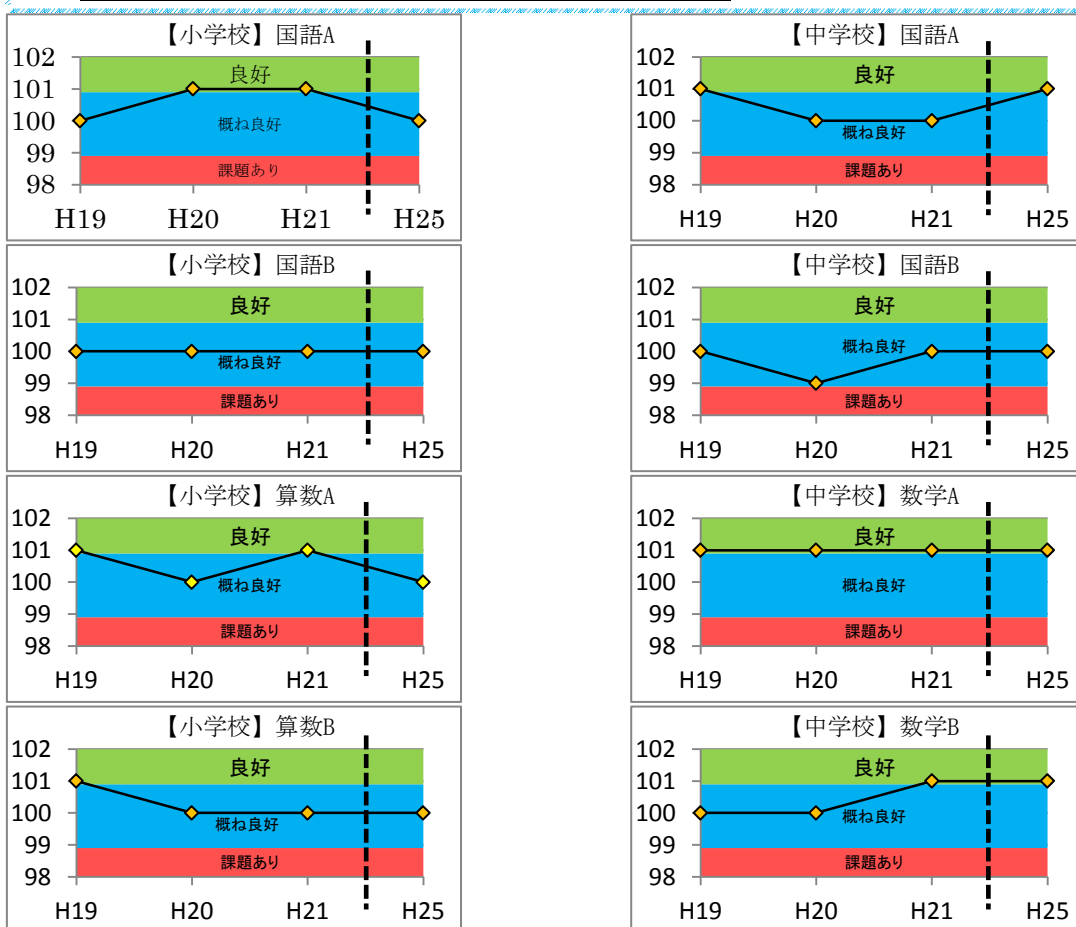 【小学校】国語A
102
101
100
99
98
良好
概ね良好
課題あり
H19 H20 H21 H25
【中学校】国語A
102
101
100
99
98
良好
概ね良好
課題あり
H19 H20 H21 H25
【小学校】国語B
102
101
100
99
98
良好
概ね良好
課題あり
H19 H20 H21 H25
【中学校】国語B
102
101
100
99
98
良好
概ね良好
課題あり
H19 H20 H21 H25
【小学校】算数A
102
101
100
99
98
良好
概ね良好
課題あり
H19 H20 H21 H25
【中学校】数学A
102
101
100
99
98
良好
概ね良好
課題あり
H19 H20 H21 H25
【小学校】算数B
102
101
100
99
98
良好
概ね良好
課題あり
H19 H20 H21 H25
【中学校】数学B
102
101
100
99
98
良好
概ね良好
課題あり
H19 H20 H21 H25